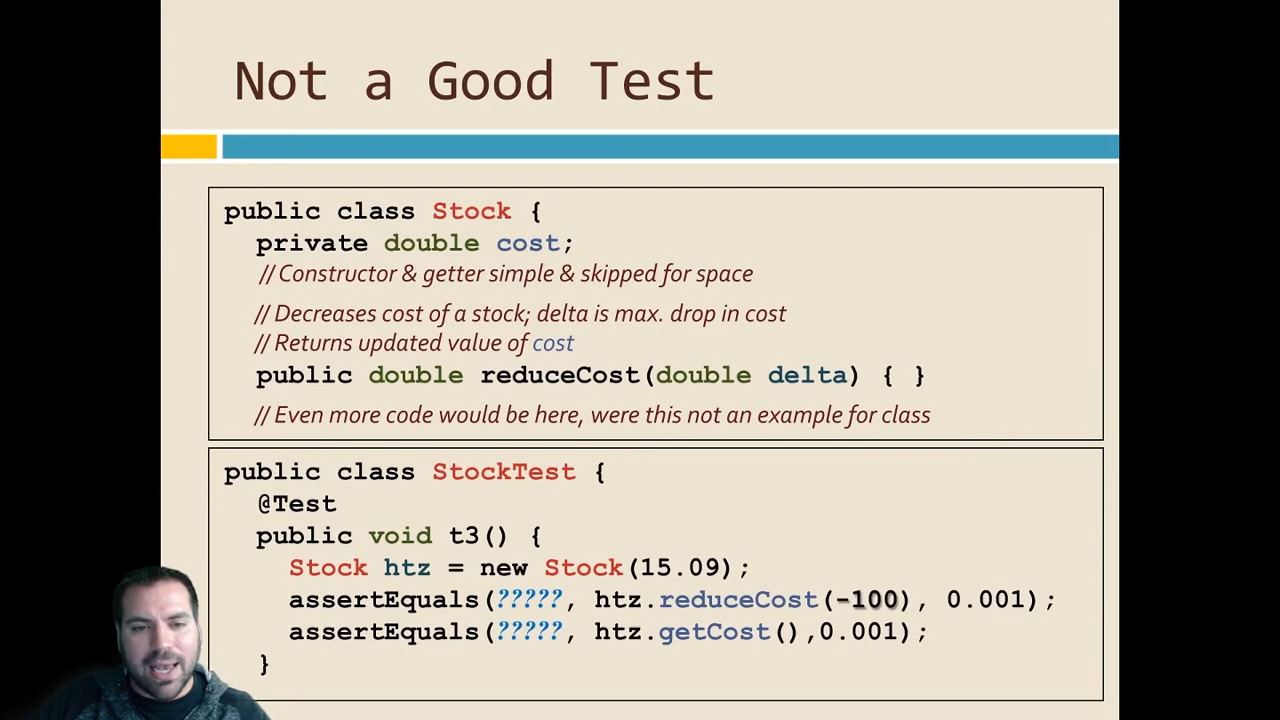 Not a Good Test
public class Stock {
private double cost;
// Constructor & getter simple & skipped for space
// Decreases cost of a stock; delta is max. drop in cost
// Returns updated value of cost
public double reduceCost(double delta) { }
// Even more code would be here, were this not an example for class
public class StockTest {
@Test
public void t3() {
Stock htz = new Stock(15.09);
assertEquals(?????, htz.reduceCost(-100), 0.001);
assertEquals(?????, htz.getCost(),0.001);
}